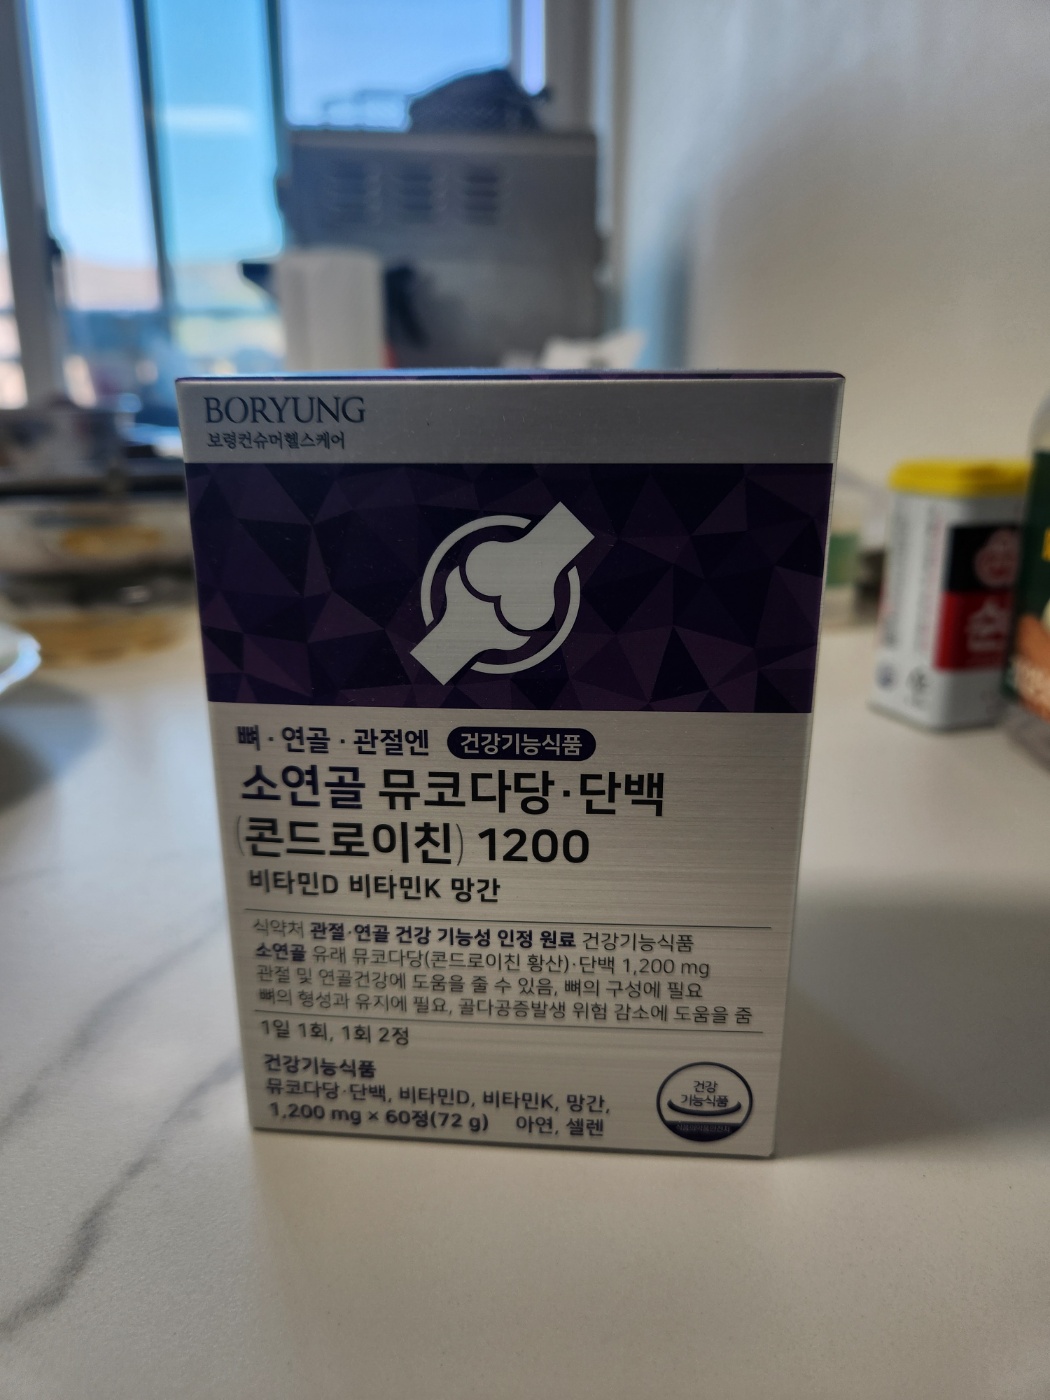 BORYUNG
보령컨슈머헬스케어
뼈·연골·관절엔 건강기능식품
소연골 뮤코다당·단백
(콘드로이친) 1200
비타민D 비타민K 망간
식약처 관절·연골 건강 기능성 인정 원료 건강기능식품
소연골 유래 뮤코다당(콘드로이친 황산)·단백 1,200 mg
관절 및 연골건강에 도움을 줄 수 있음, 뼈의 구성에 필요
뼈의 형성과 유지에 필요, 골다공증발생 위험 감소에 도움을 줌
1일 1회, 1회 2정
건강기능식품
뮤코다당·단백, 비타민D, 비타민K, 망간,
1,200 mg × 60정(72 g) 아연, 셀렌
건강
기능식품